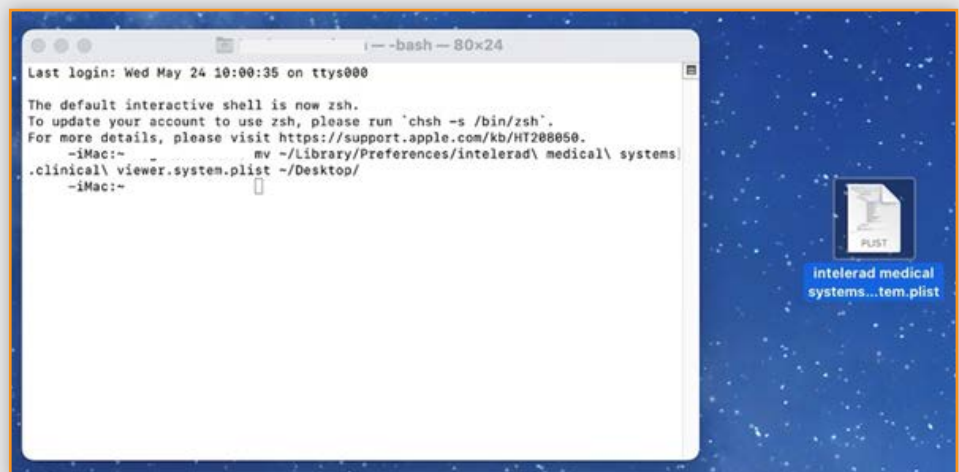 — -bash — 80×24
Last login: Wed May 24 10:00:35 on ttys000
The default interactive shell is now zsh.
To update your account to use zsh, please run `chsh -s /bin/zsh`.
For more details, please visit https://support.apple.com/kb/HT208050.
-iMac:~ mv ~/Library/Preferences/intelerad\ medical\ systems
.clinical\ viewer.system.plist ~/Desktop/
-iMac:~
PLIST
intelerad medical
systems...tem.plist